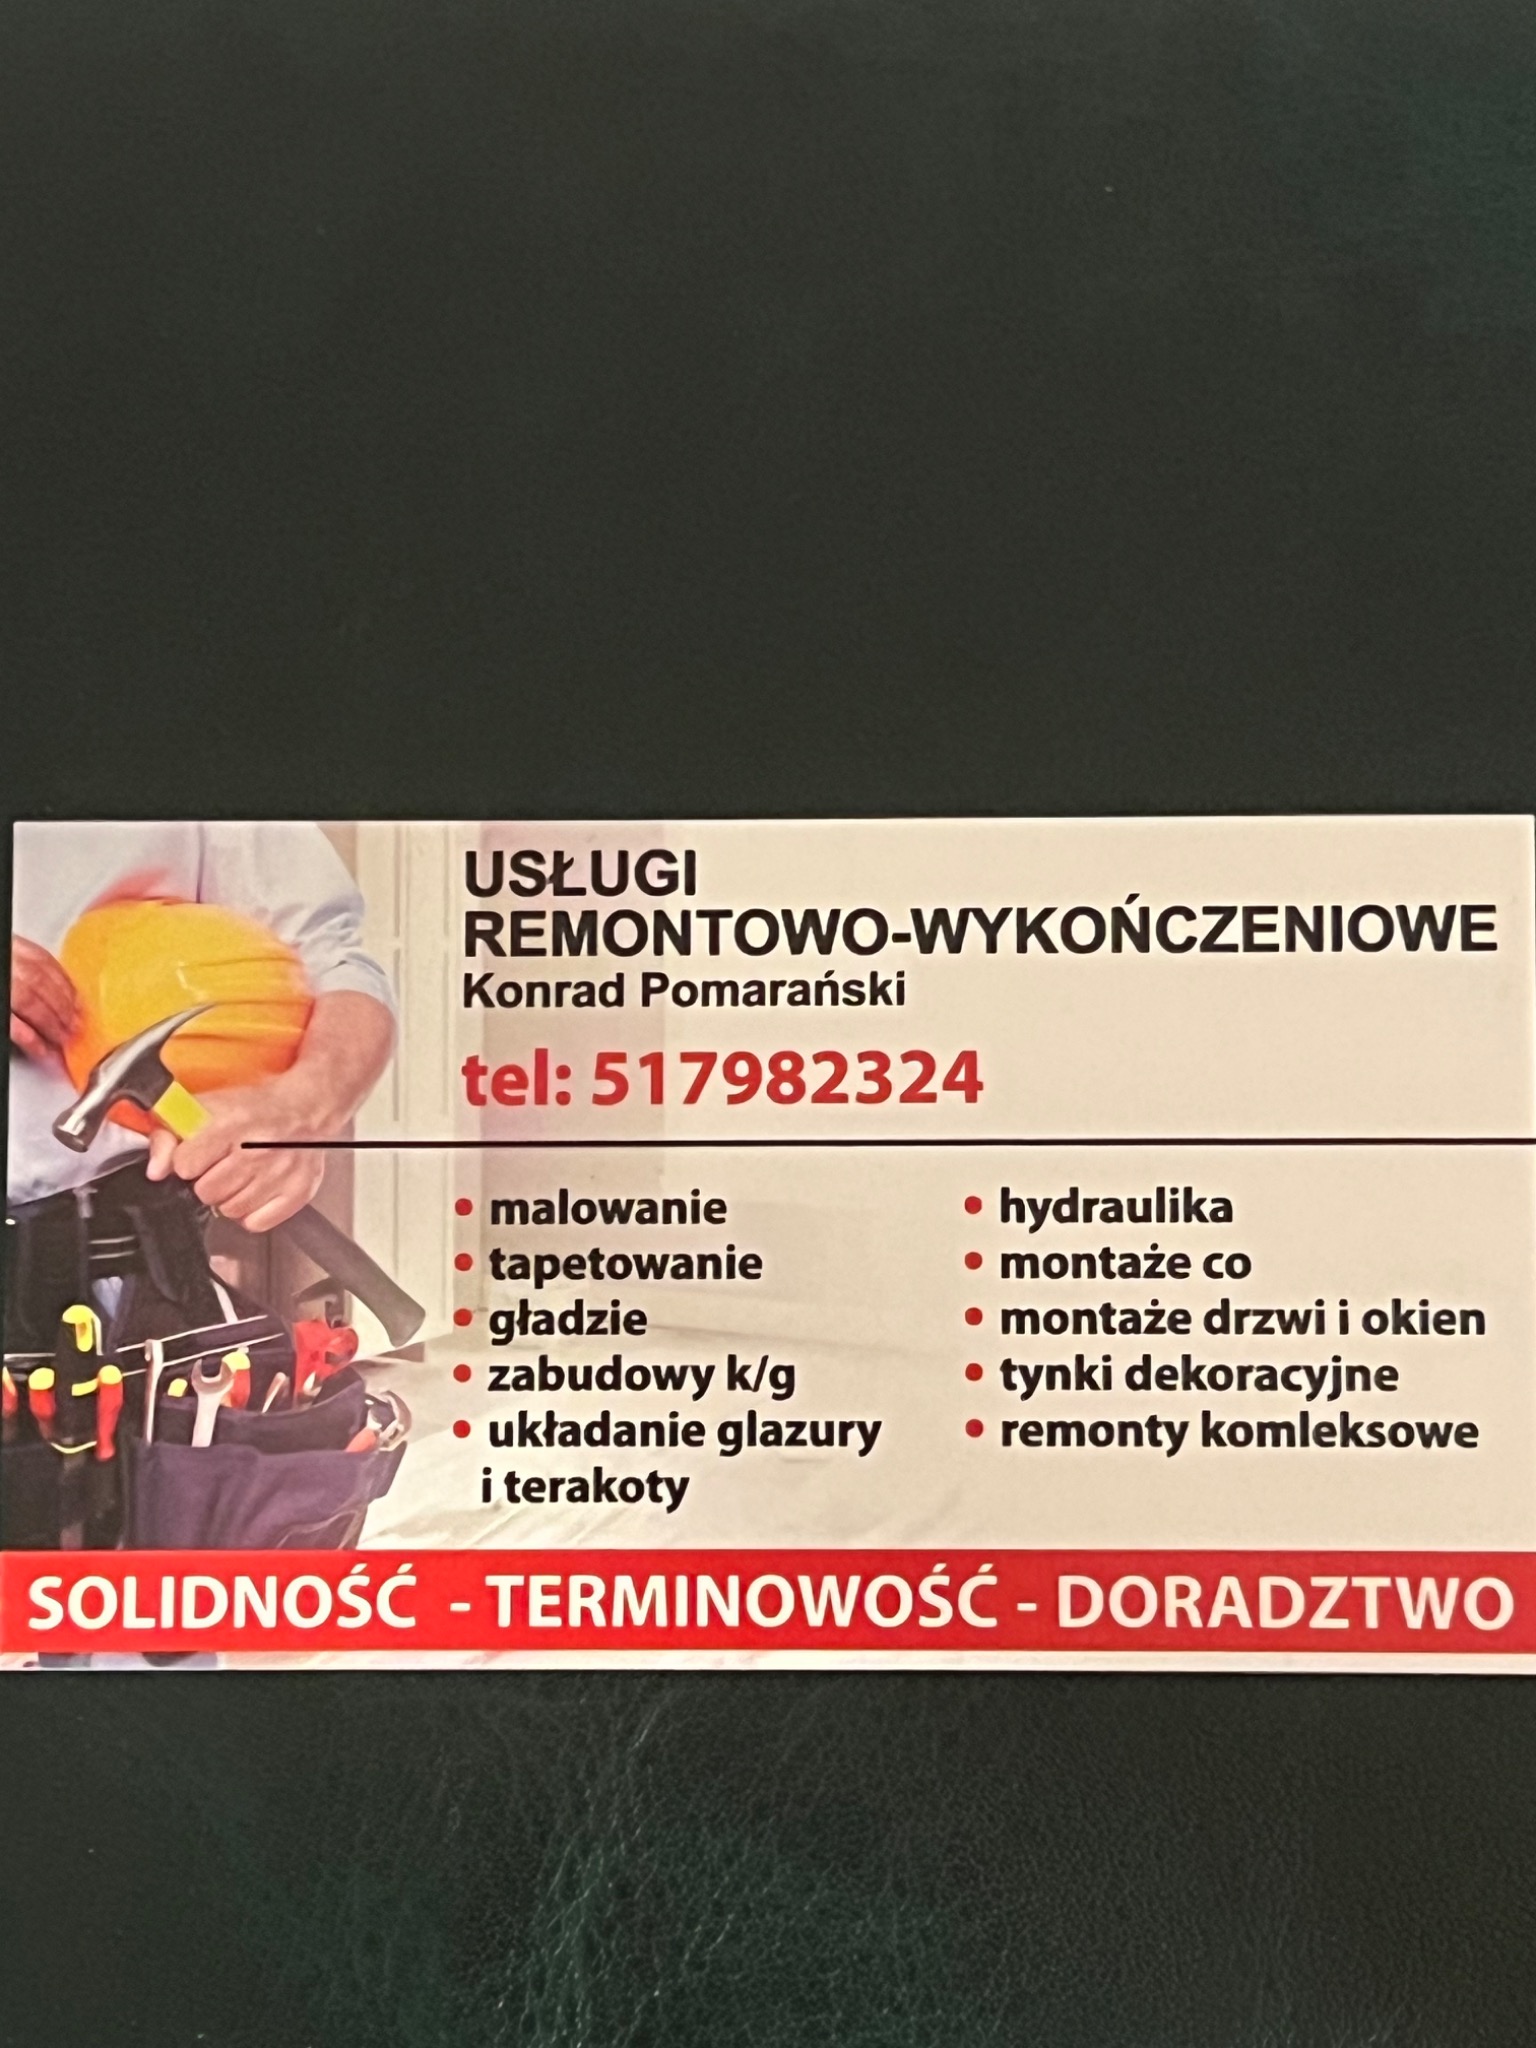 USŁUGI
REMONTOWO-WYKOŃCZENIOWE
Konrad Pomarański
tel: 517982324
• malowanie
• tapetowanie
• gładzie
• zabudowy k/g
• układanie glazury
i terakoty
• hydraulika
• montaże co
• montaże drzwi i okien
• tynki dekoracyjne
• remonty komleksowe
SOLIDNOŚĆ - TERMINOWOŚĆ - DORADZTWO